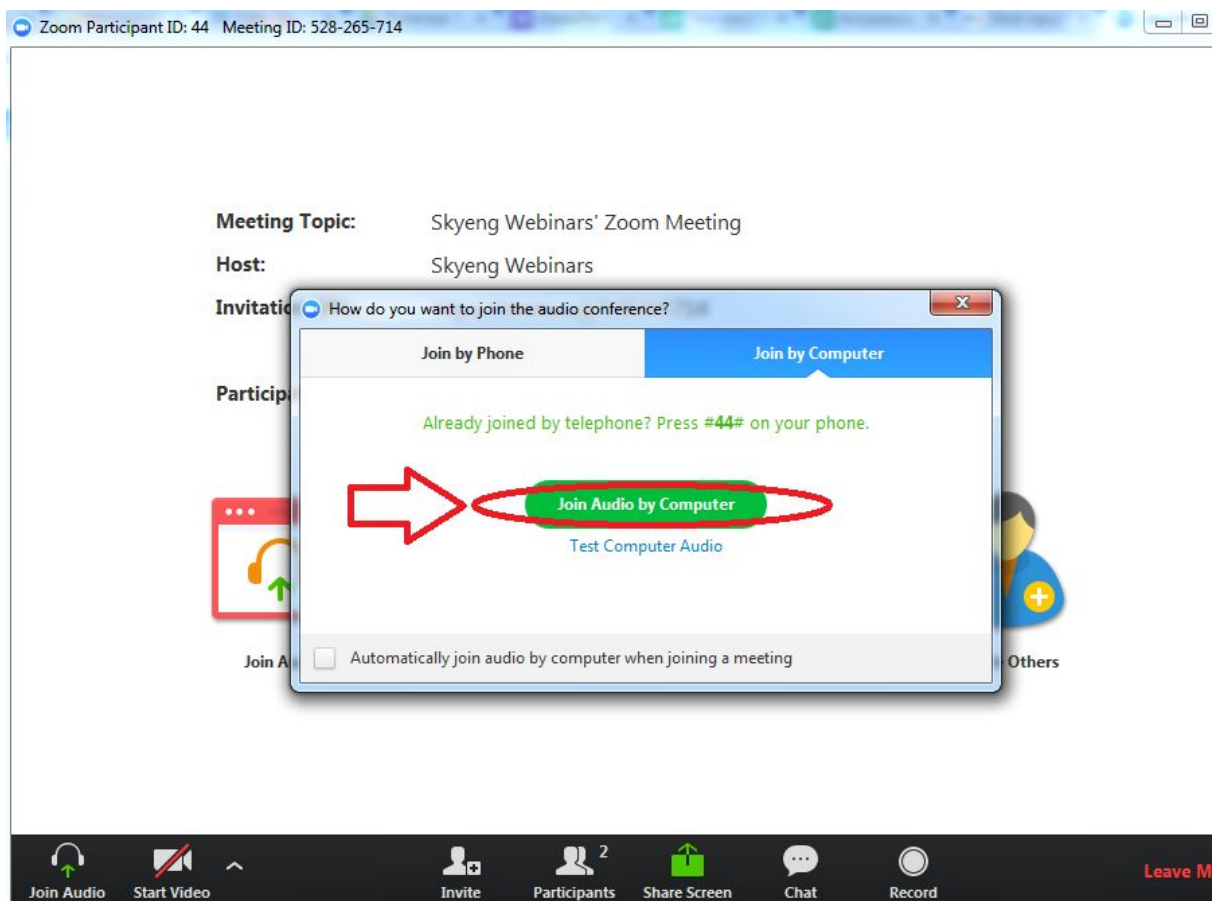 Zoom Participant ID: 44 Meeting ID: 528-265-714
Meeting Topic: Skyeng Webinars' Zoom Meeting
Host: Skyeng Webinars
How do you want to join the audio conference?
Join by Phone Join by Computer
Already joined by telephone? Press #44# on your phone.
Join Audio by Computer
Test Computer Audio
Automatically join audio by computer when joining a meeting
Join
Others
Join Audio
Start Video
Invite
Participants 2
Share Screen
Chat
Record
Leave